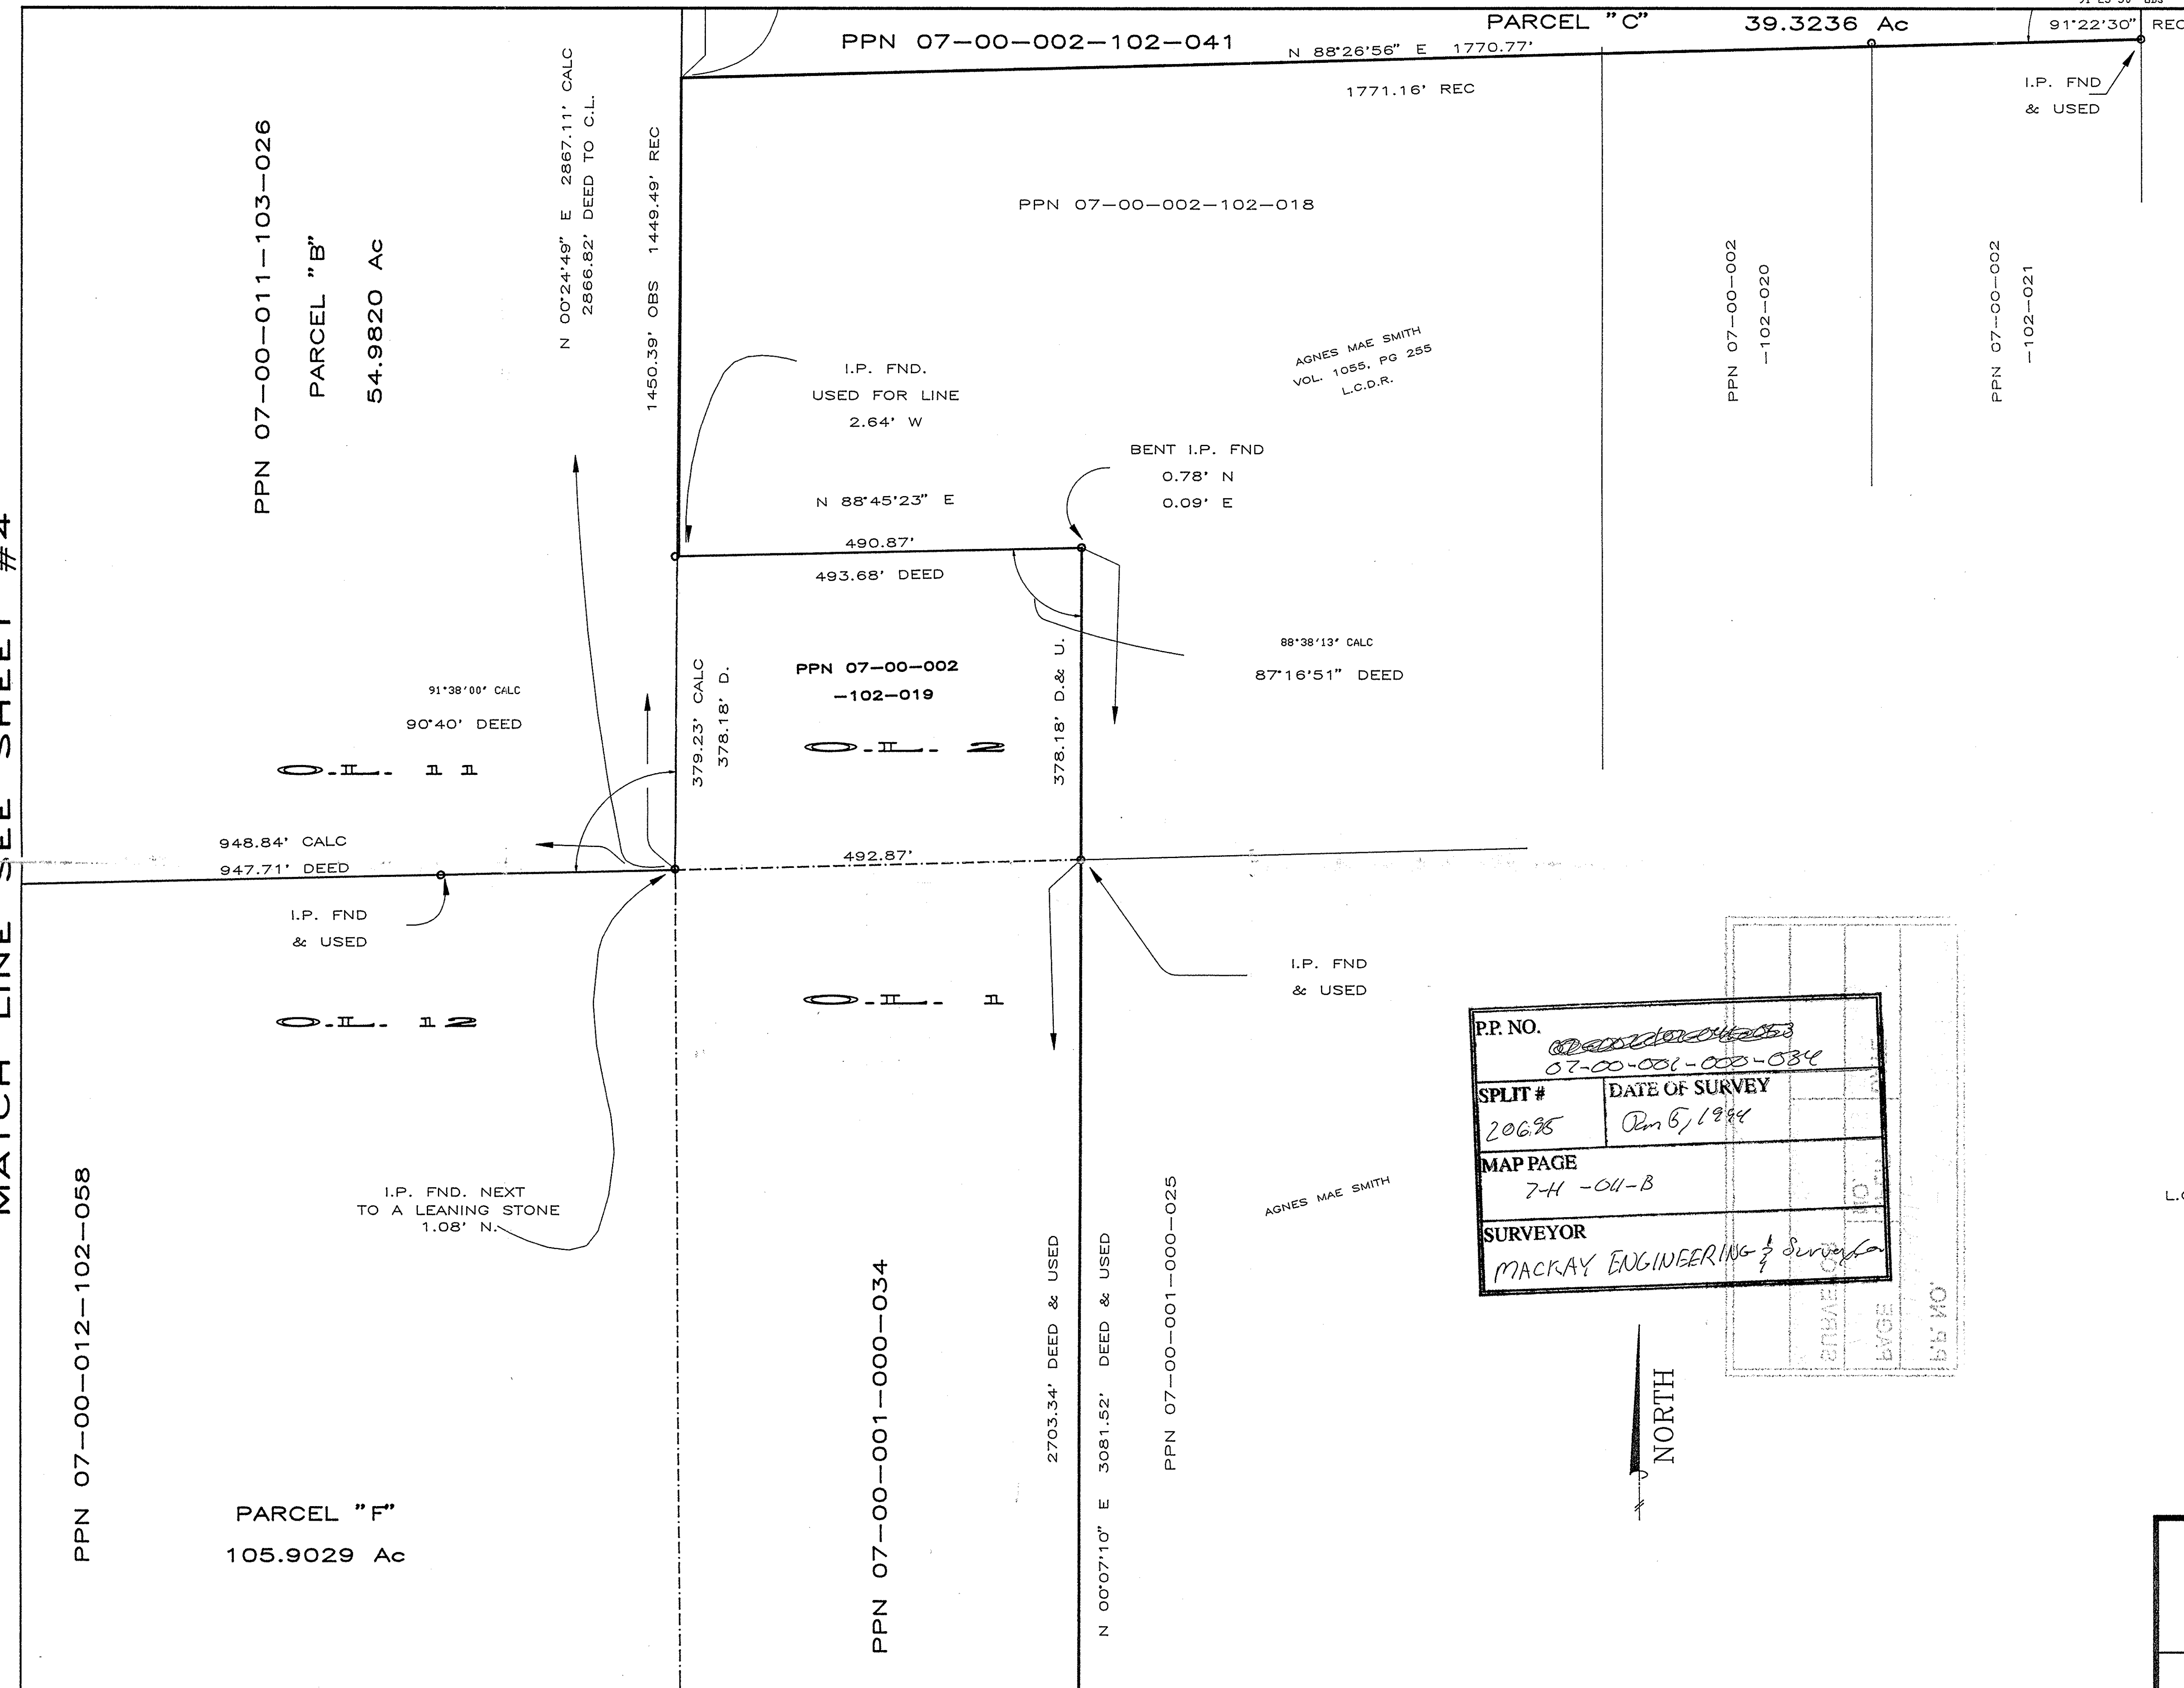 PARCEL "C" 39.3236 Ac
91°22'30" REC
PPN 07-00-002-102-041
N 88°26'56" E 1770.77'
1771.16' REC
I.P. FND
& USED
PPN 07-00-011-103-026
PARCEL "B"
54.9820 Ac
N 00°24'49" E 2867.11' CALC
2866.82' DEED TO C.L.
1450.39' OBS 1449.49' REC
PPN 07-00-002-102-018
AGNES MAE SMITH
VOL. 1055, PG 255
L.C.D.R.
PPN 07-00-002
-102-020
PPN 07-00-002
-102-021
I.P. FND.
USED FOR LINE
2.64' W
BENT I.P. FND
0.78' N
0.09' E
N 88°45'23" E
490.87'
493.68' DEED
88°38'13" CALC
87°16'51" DEED
PPN 07-00-002
-102-019
O.L. 2
379.23' CALC
378.18' D.
378.18' D.& U.
91°38'00" CALC
90°40' DEED
O.L. 11
948.84' CALC
947.71' DEED
492.87'
I.P. FND
& USED
O.L. 12
O.L. 1
I.P. FND
& USED
MATCH LINE SEE SHEET #4
I.P. FND. NEXT
TO A LEANING STONE
1.08' N.
PPN 07-00-012-102-058
PARCEL "F"
105.9029 Ac
PPN 07-00-001-000-034
2703.34' DEED & USED
N 00°07'10" E 3081.52' DEED & USED
PPN 07-00-001-000-025
AGNES MAE SMITH
P.P. NO.
07-00-001-000-034
SPLIT #
20695
DATE OF SURVEY
5, 1994
MAP PAGE
7-H -04-B
SURVEYOR
MACKAY ENGINEERING &
P.P. NO.
PAGE
SURVEYOR
NORTH